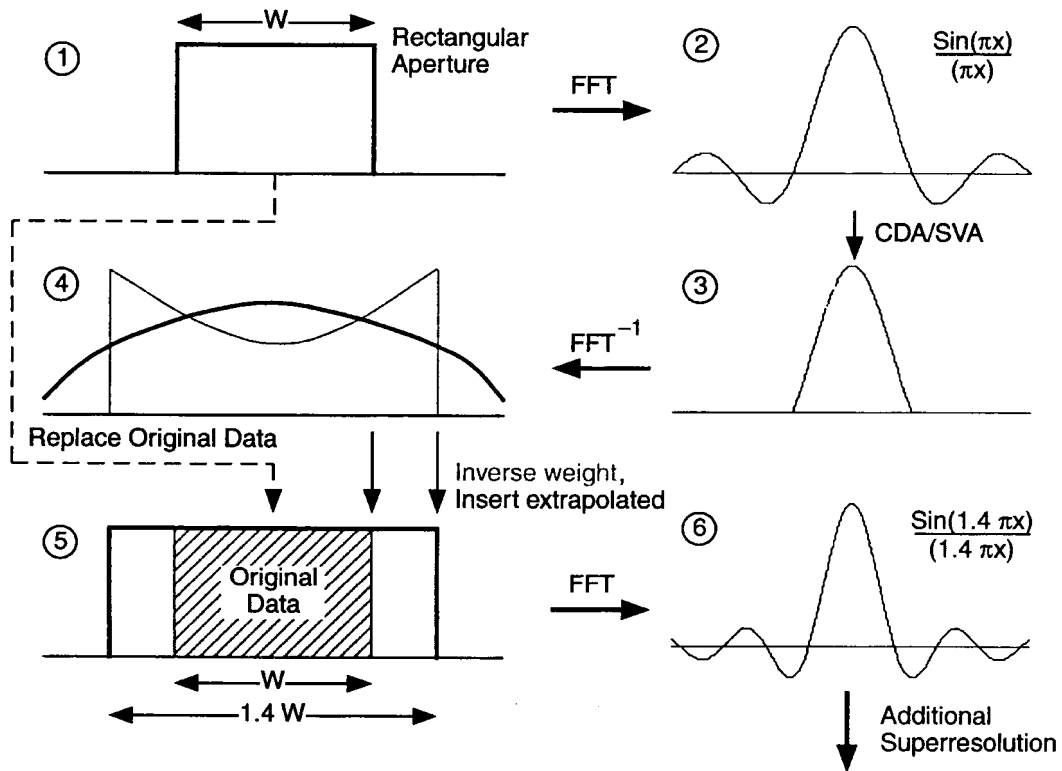 1
W
Rectangular
Aperture
FFT
2
Sin(πx)
(πx)
CDA/SVA
4
FFT⁻¹
3
Replace Original Data
Inverse weight,
Insert extrapolated
5
Original
Data
W
1.4 W
FFT
6
Sin(1.4 πx)
(1.4 πx)
Additional
Superresolution